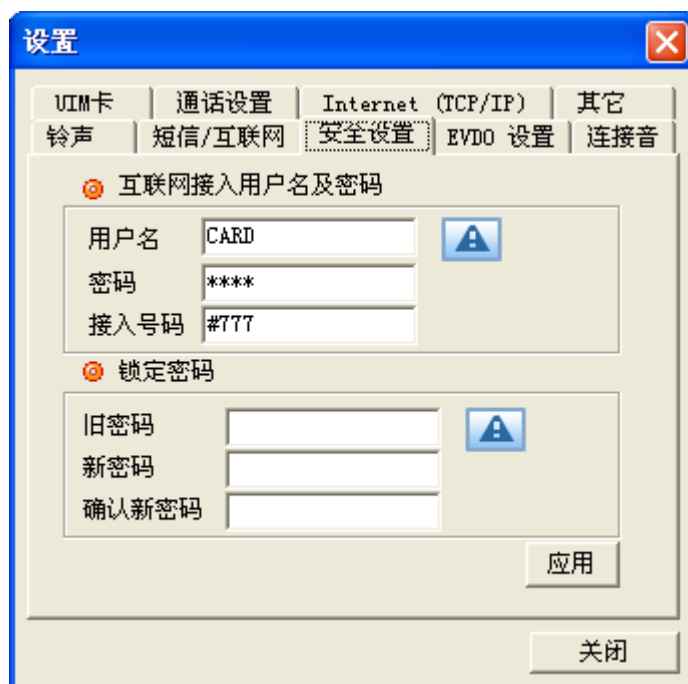 设置
UIM卡 通话设置 Internet (TCP/IP) 其它
铃声 短信/互联网 安全设置 EVDO 设置 连接音
互联网接入用户名及密码
用户名 CARD
密码 ****
接入号码 #777
锁定密码
旧密码
新密码
确认新密码
应用
关闭